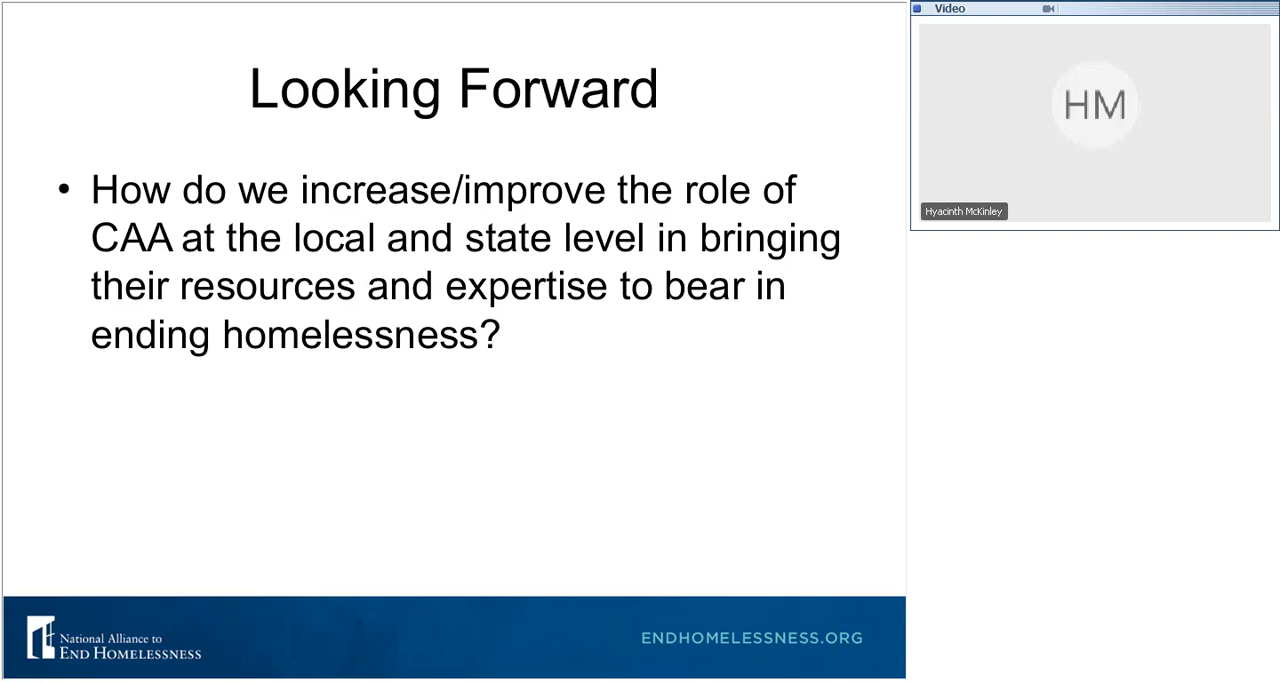 Looking Forward
• How do we increase/improve the role of
CAA at the local and state level in bringing
their resources and expertise to bear in
ending homelessness?
National Alliance to
END HOMELESSNESS
ENDHOMELESSNESS.ORG
Video
HM
Hyacinth McKinley